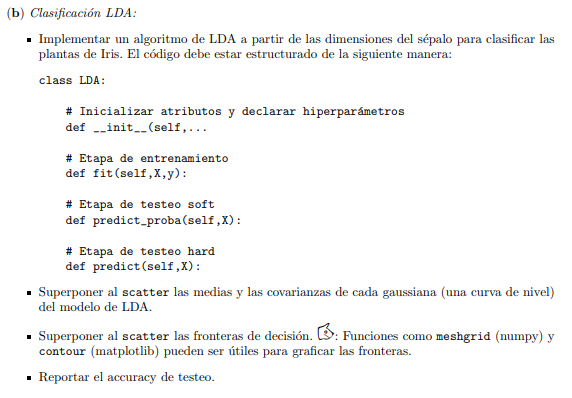 (b) Clasificación LDA:
▪ Implementar un algoritmo de LDA a partir de las dimensiones del sépalo para clasificar las
plantas de Iris. El código debe estar estructurado de la siguiente manera:
class LDA:
# Inicializar atributos y declarar hiperparámetros
def __init__(self,...
# Etapa de entrenamiento
def fit(self,X,y):
# Etapa de testeo soft
def predict_proba(self,X):
# Etapa de testeo hard
def predict(self,X):
▪ Superponer al scatter las medias y las covarianzas de cada gaussiana (una curva de nivel)
del modelo de LDA.
▪ Superponer al scatter las fronteras de decisión. : Funciones como meshgrid (numpy) y
contour (matplotlib) pueden ser útiles para graficar las fronteras.
▪ Reportar el accuracy de testeo.